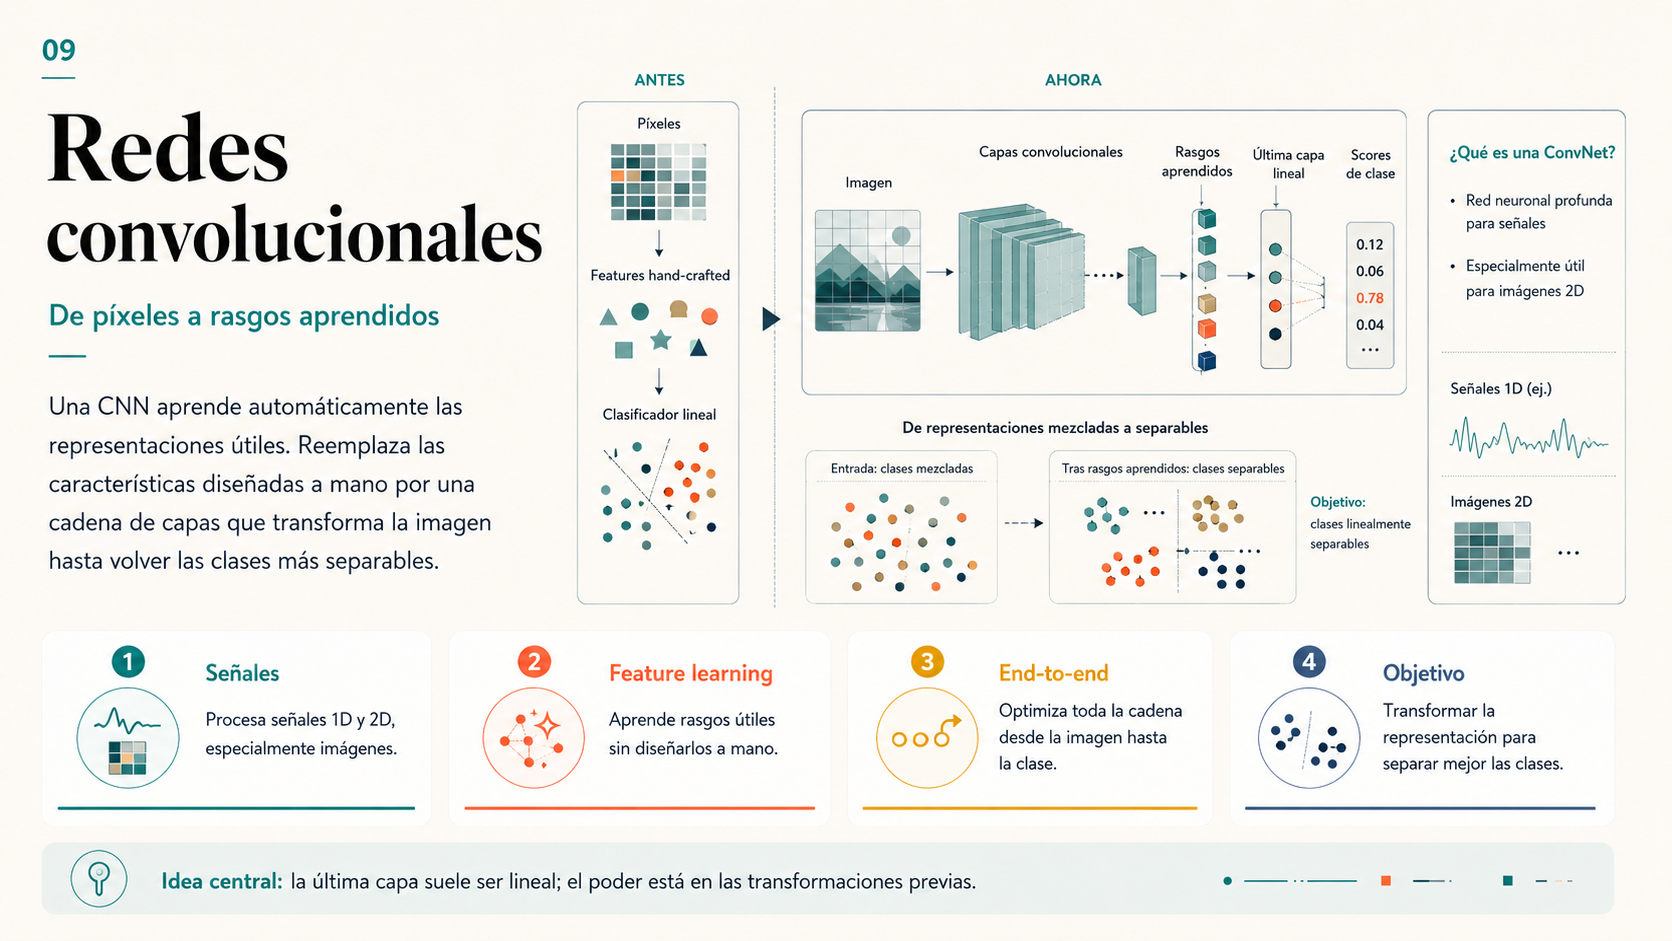 09
Redes
convolucionales
De píxeles a rasgos aprendidos
Una CNN aprende automáticamente las
representaciones útiles. Reemplaza las
características diseñadas a mano por una
cadena de capas que transforma la imagen
hasta volver las clases más separables.
ANTES
Píxeles
Features hand-crafted
Clasificador lineal
AHORA
Imagen
Capas convolucionales
Rasgos
aprendidos
Última capa
lineal
Scores
de clase
0.12
0.06
0.78
0.04
...
De representaciones mezcladas a separables
Entrada: clases mezcladas
Tras rasgos aprendidos: clases separables
Objetivo:
clases linealmente
separables
¿Qué es una ConvNet?
• Red neuronal profunda
para señales
• Especialmente útil
para imágenes 2D
Señales 1D (ej.)
Imágenes 2D
...
1
Señales
Procesa señales 1D y 2D,
especialmente imágenes.
2
Feature learning
Aprende rasgos útiles
sin diseñarlos a mano.
3
End-to-end
Optimiza toda la cadena
desde la imagen hasta
la clase.
4
Objetivo
Transformar la
representación para
separar mejor las clases.
Idea central: la última capa suele ser lineal; el poder está en las transformaciones previas.